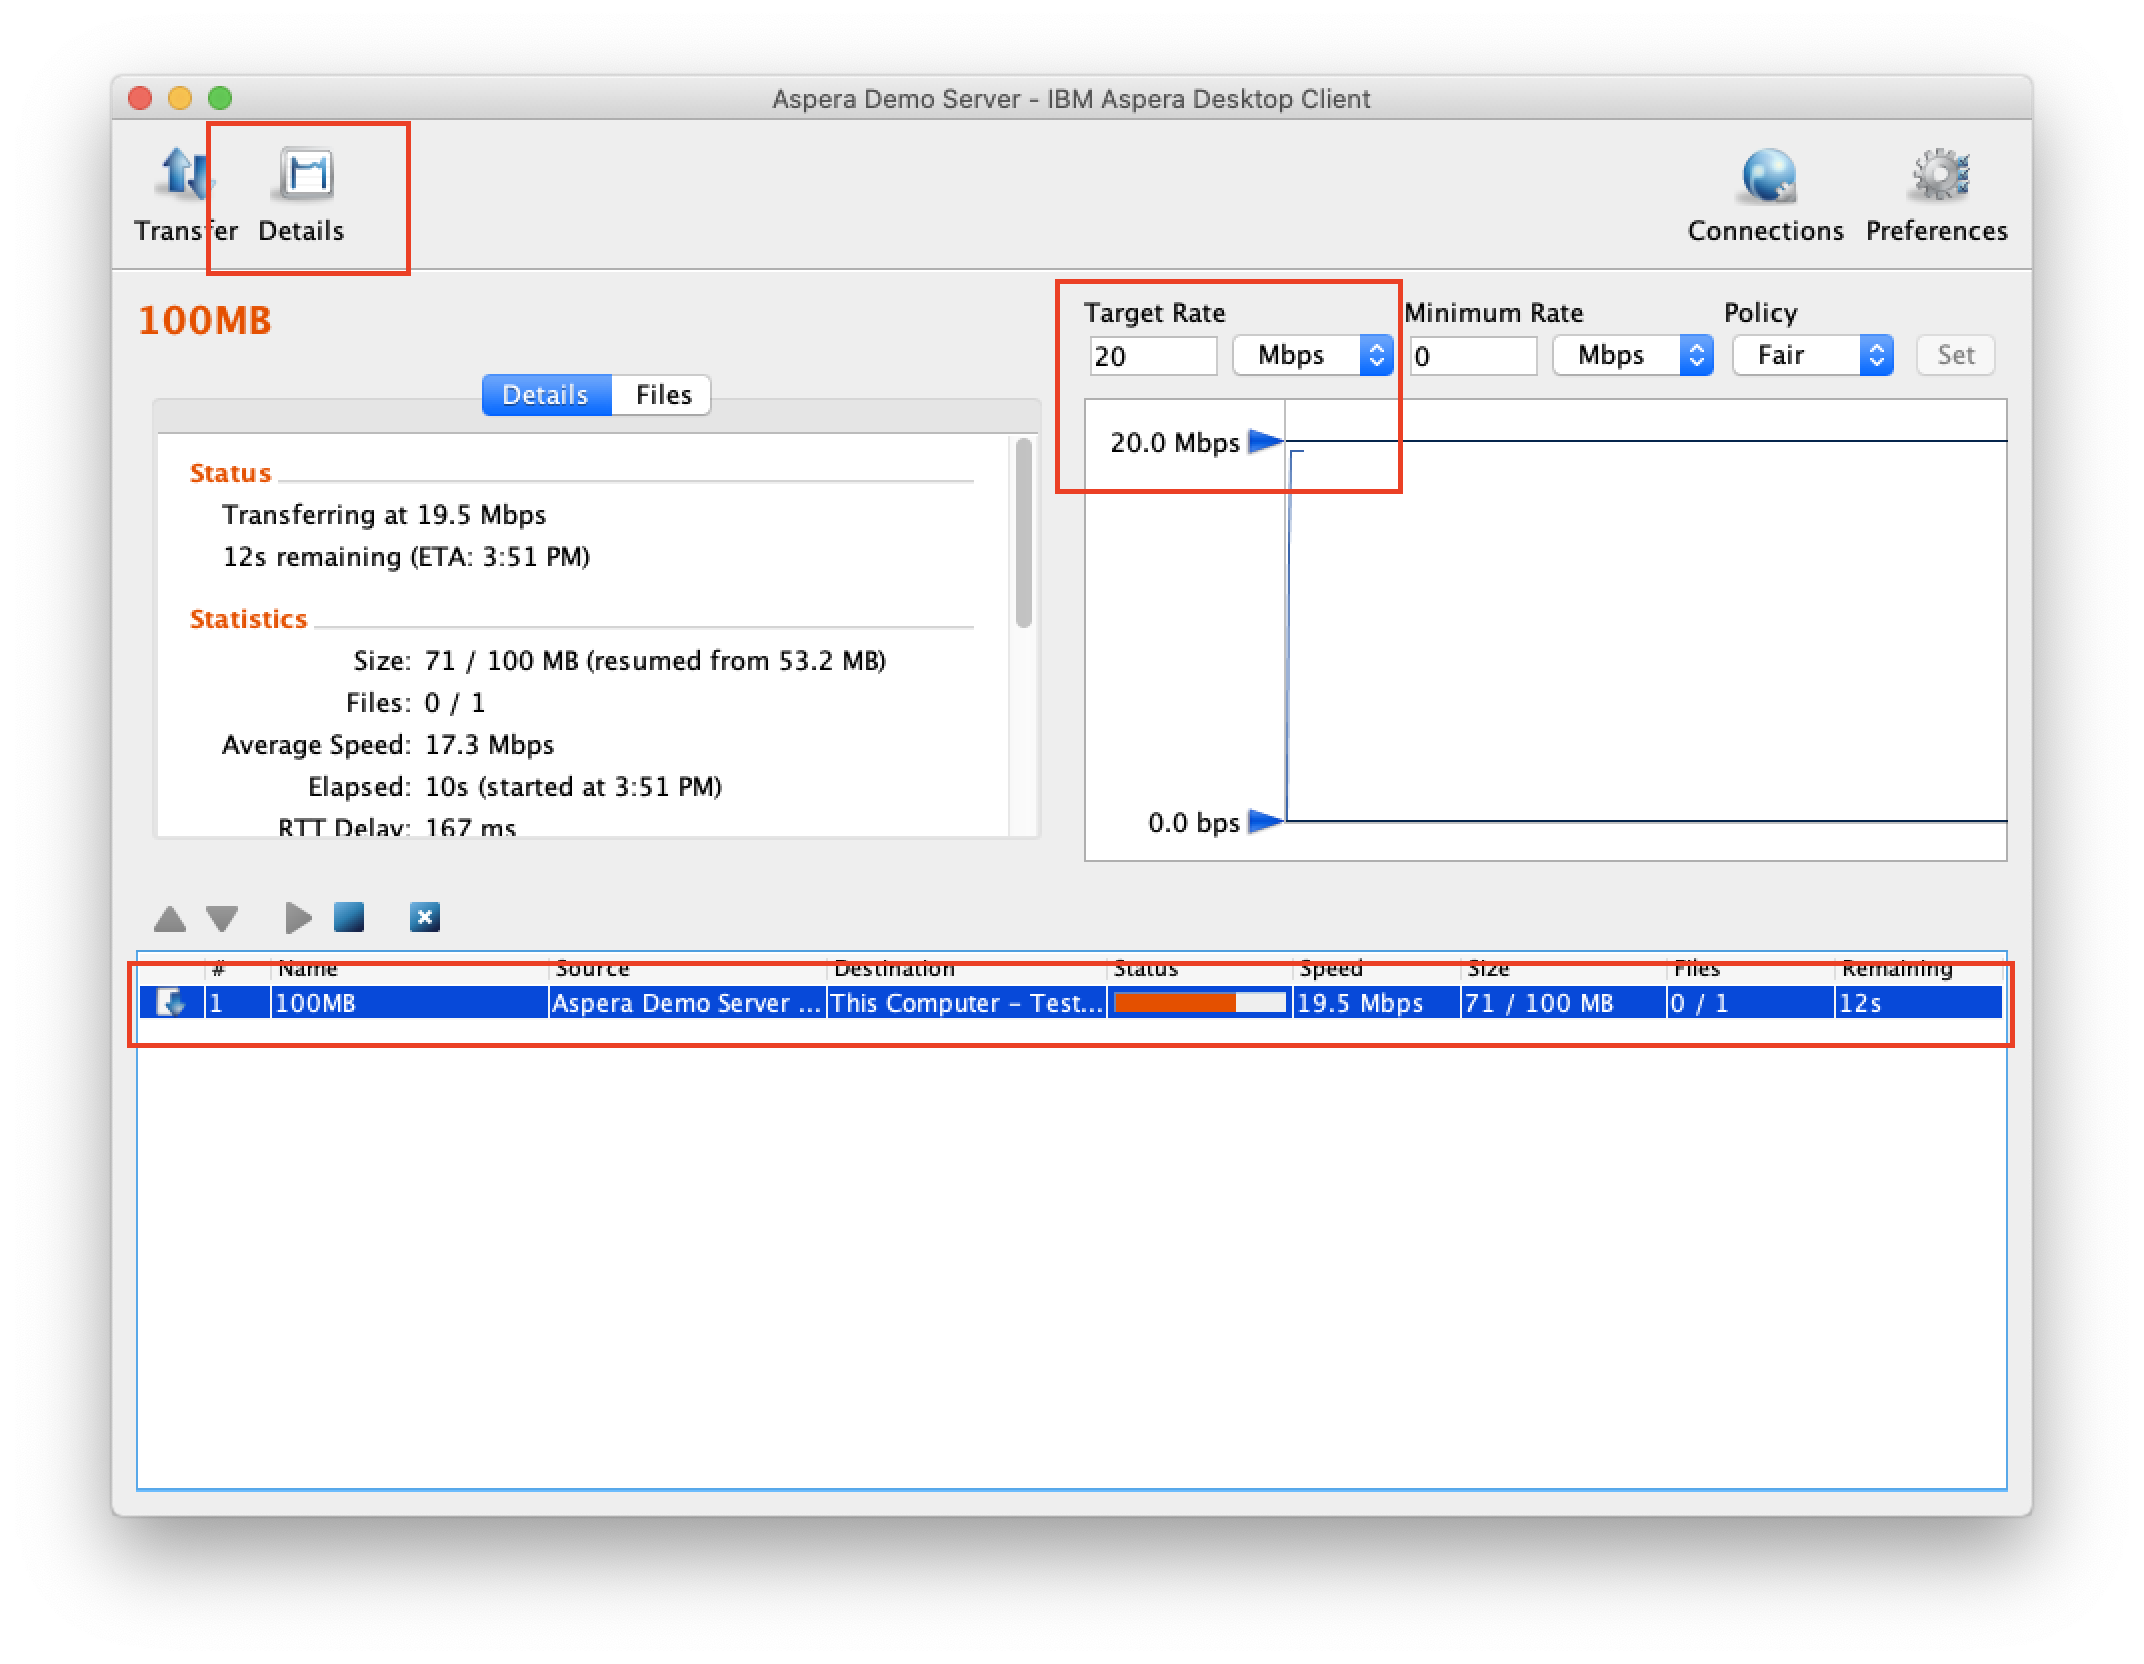 Aspera Demo Server - IBM Aspera Desktop Client
Transfer Details Connections Preferences
100MB
Target Rate Minimum Rate Policy
20 Mbps 0 Mbps Fair Set
Details Files
20.0 Mbps
Status
Transferring at 19.5 Mbps
12s remaining (ETA: 3:51 PM)
Statistics
Size: 71 / 100 MB (resumed from 53.2 MB)
Files: 0 / 1
Average Speed: 17.3 Mbps
Elapsed: 10s (started at 3:51 PM)
RTT Delay: 167 ms
0.0 bps
# Name Source Destination Status Speed Size Files Remaining
1 100MB Aspera Demo Server ... This Computer – Test... 19.5 Mbps 71 / 100 MB 0 / 1 12s